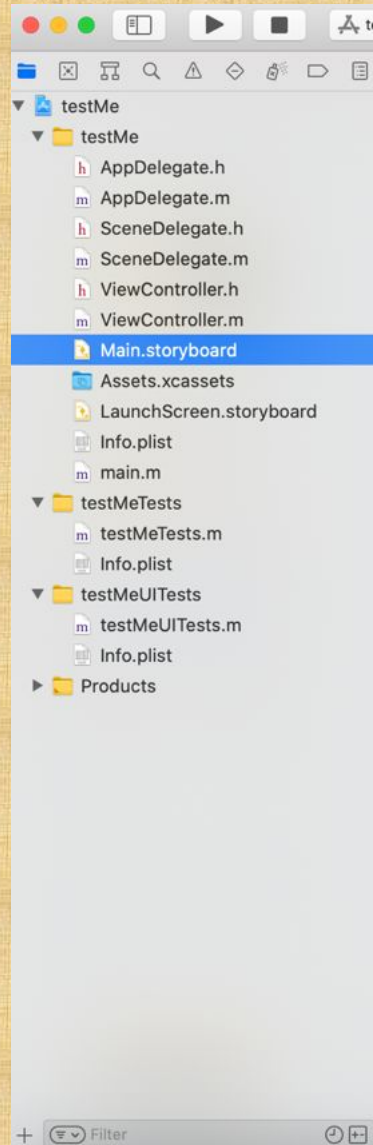 te
testMe
testMe
h AppDelegate.h
m AppDelegate.m
h SceneDelegate.h
m SceneDelegate.m
h ViewController.h
m ViewController.m
Main.storyboard
Assets.xcassets
LaunchScreen.storyboard
Info.plist
m main.m
testMeTests
m testMeTests.m
Info.plist
testMeUITests
m testMeUITests.m
Info.plist
Products
Filter